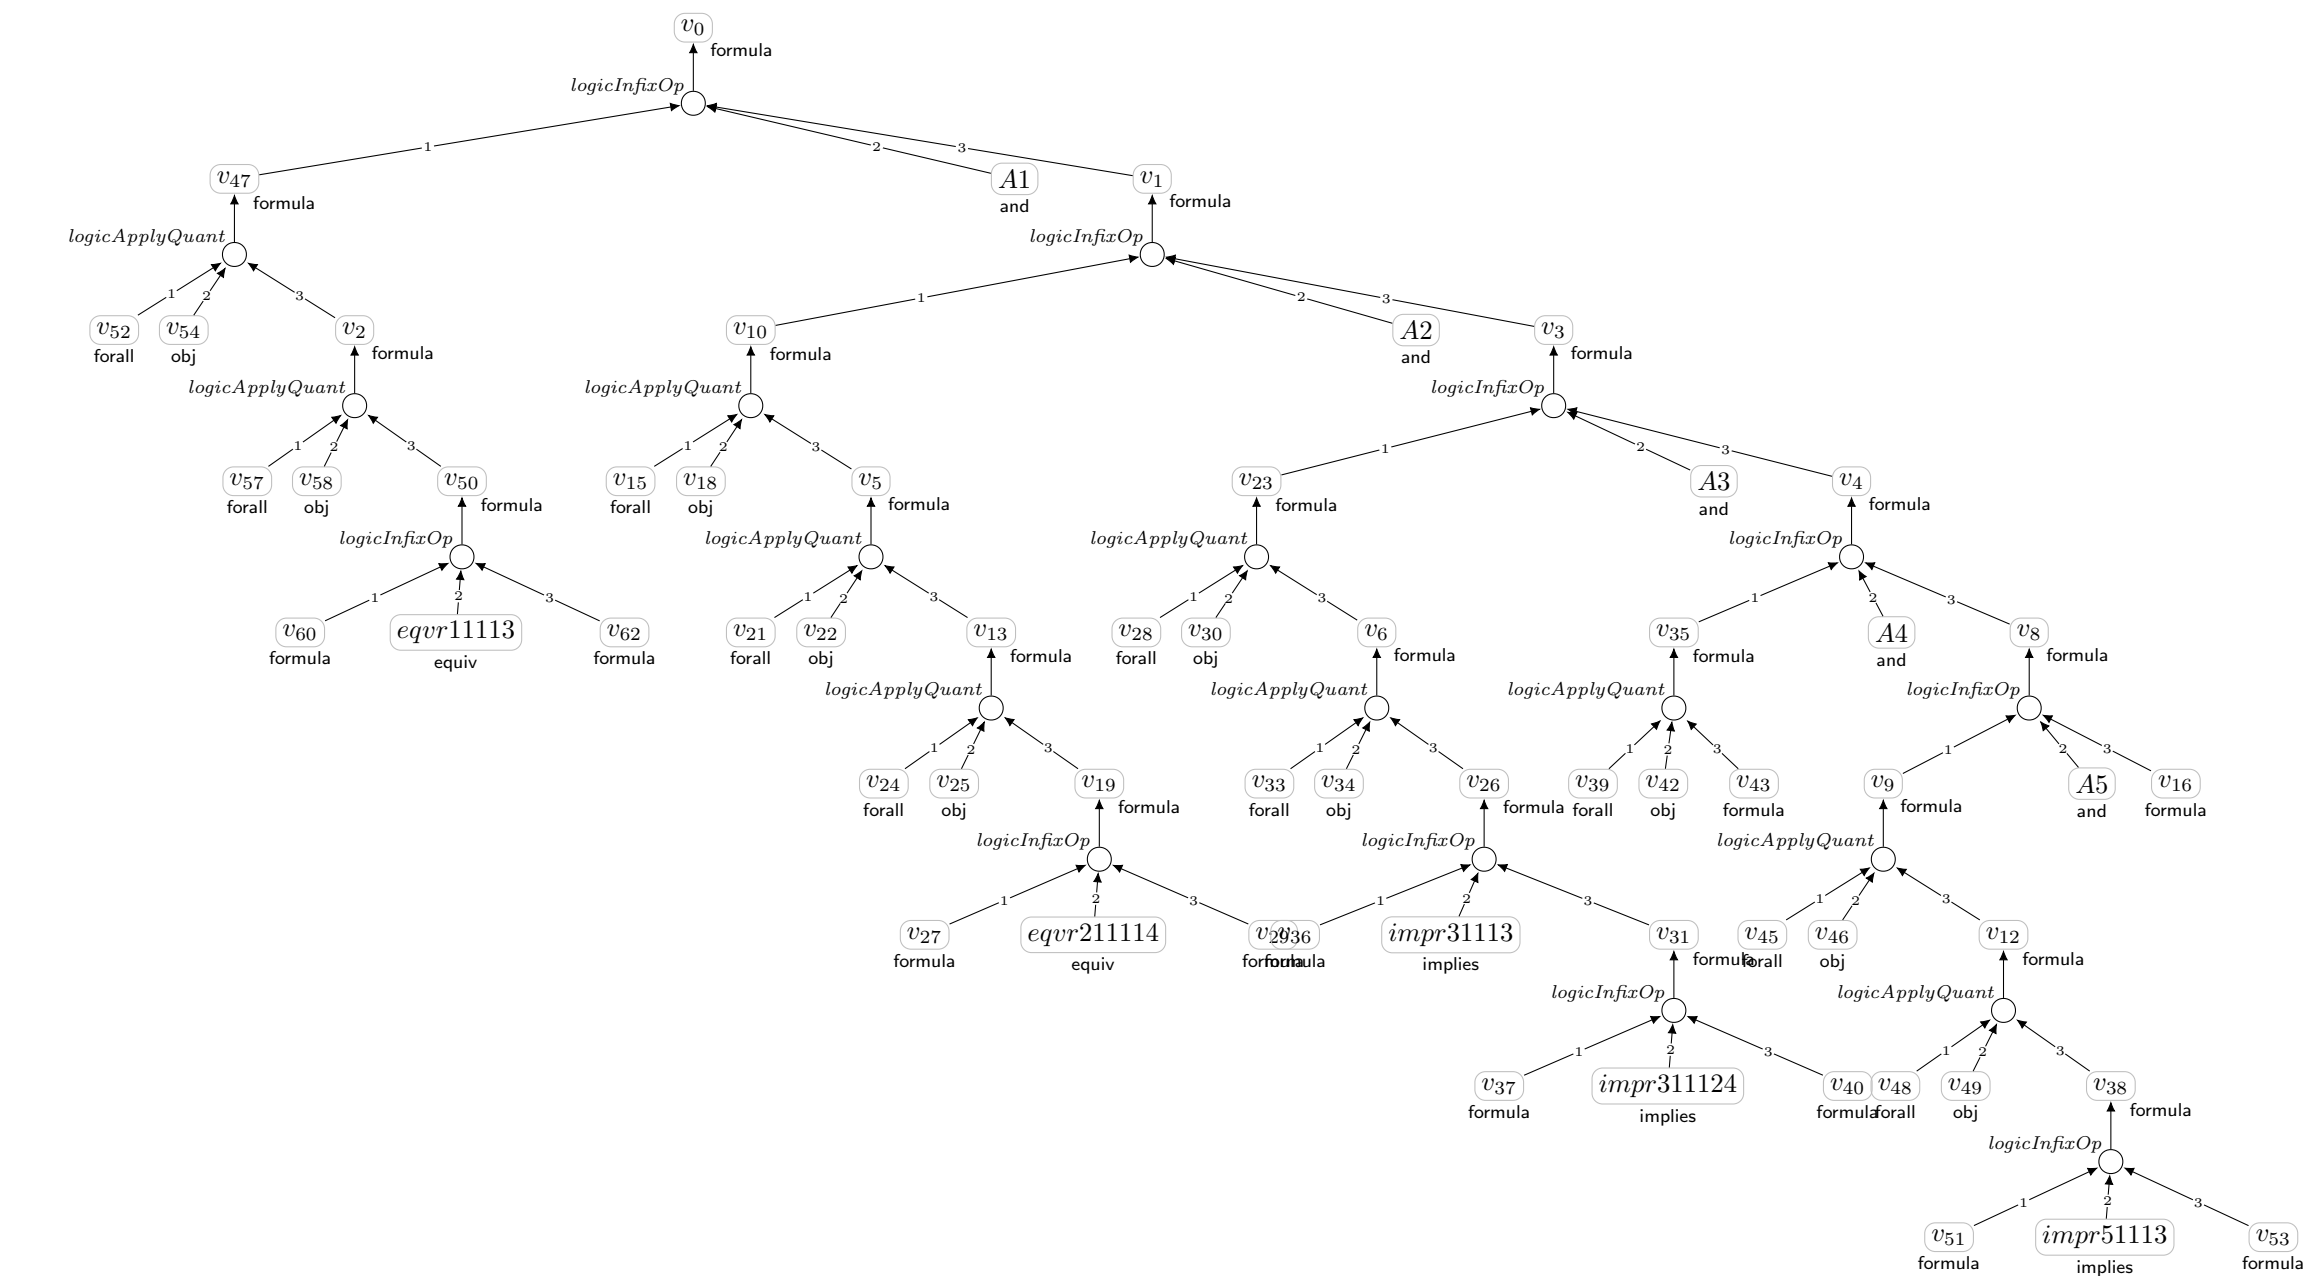 v0
formula
logicInfixOp
1 2 3
v47 A1 v1
formula and formula
logicApplyQuant logicInfixOp
1 2 3 1 2 3
v52 v54 v2 v10 A2 v3
forall obj formula formula and formula
logicApplyQuant logicApplyQuant logicInfixOp
1 2 3 1 2 3 1 2 3
v57 v58 v50 v15 v18 v5 v23 A3 v4
forall obj formula forall obj formula formula and formula
logicInfixOp logicApplyQuant logicApplyQuant logicInfixOp
1 2 3 1 2 3 1 2 3 1 2 3
v60 eqvr11113 v62 v21 v22 v13 v28 v30 v6 v35 A4 v8
formula equiv formula forall obj formula forall obj formula formula and formula
logicApplyQuant logicApplyQuant logicApplyQuant logicInfixOp
1 2 3 1 2 3 1 2 3 1 2 3
v24 v25 v19 v33 v34 v26 v39 v42 v43 v9 A5 v16
forall obj formula forall obj formula forall obj formula formula and formula
logicInfixOp logicInfixOp logicApplyQuant
1 2 3 1 2 3 1 2 3
v27 eqvr211114 v29 v36 impr31113 v31 v45 v46 v12
formula equiv formula formula implies formula forall obj formula
logicInfixOp logicApplyQuant
1 2 3 1 2 3
v37 impr311124 v40 v48 v49 v38
formula implies formula forall obj formula
logicInfixOp
1 2 3
v51 impr51113 v53
formula implies formula